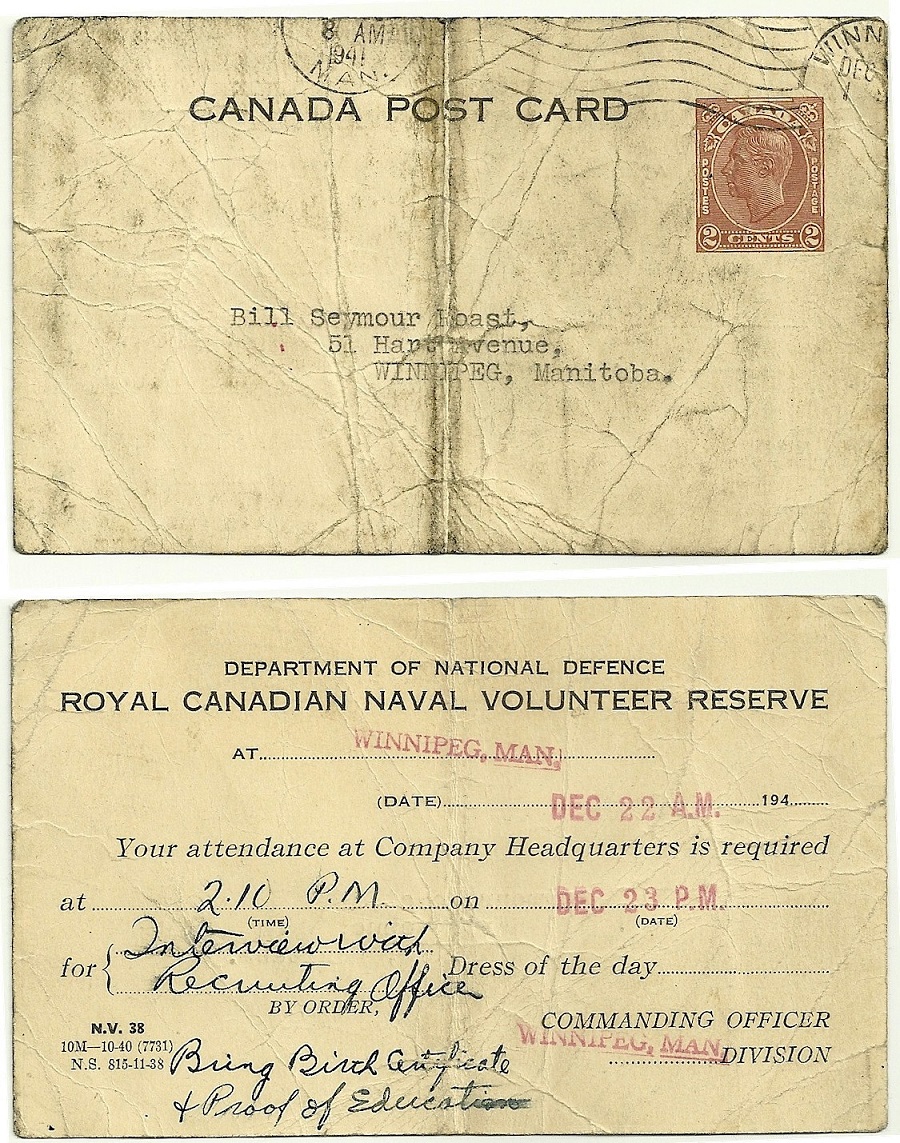 8 AM
1941
MAN.
WINN
DEC
CANADA POST CARD
CANADA
POSTES
POSTAGE
2 CENTS 2
Bill Seymour Hoast,
51 Hart Avenue,
WINNIPEG, Manitoba.
DEPARTMENT OF NATIONAL DEFENCE
ROYAL CANADIAN NAVAL VOLUNTEER RESERVE
AT WINNIPEG, MAN.
(DATE) DEC 22 A.M. 194
Your attendance at Company Headquarters is required
at 2.10 P.M. on DEC 23 P.M.
(TIME) (DATE)
for { Interview with
Recruiting Officer Dress of the day
BY ORDER,
COMMANDING OFFICER
WINNIPEG, MAN. DIVISION
N.V. 38
10M—10-40 (7731)
N.S. 815-11-38
Bring Birth Certificate
& Proof of Education